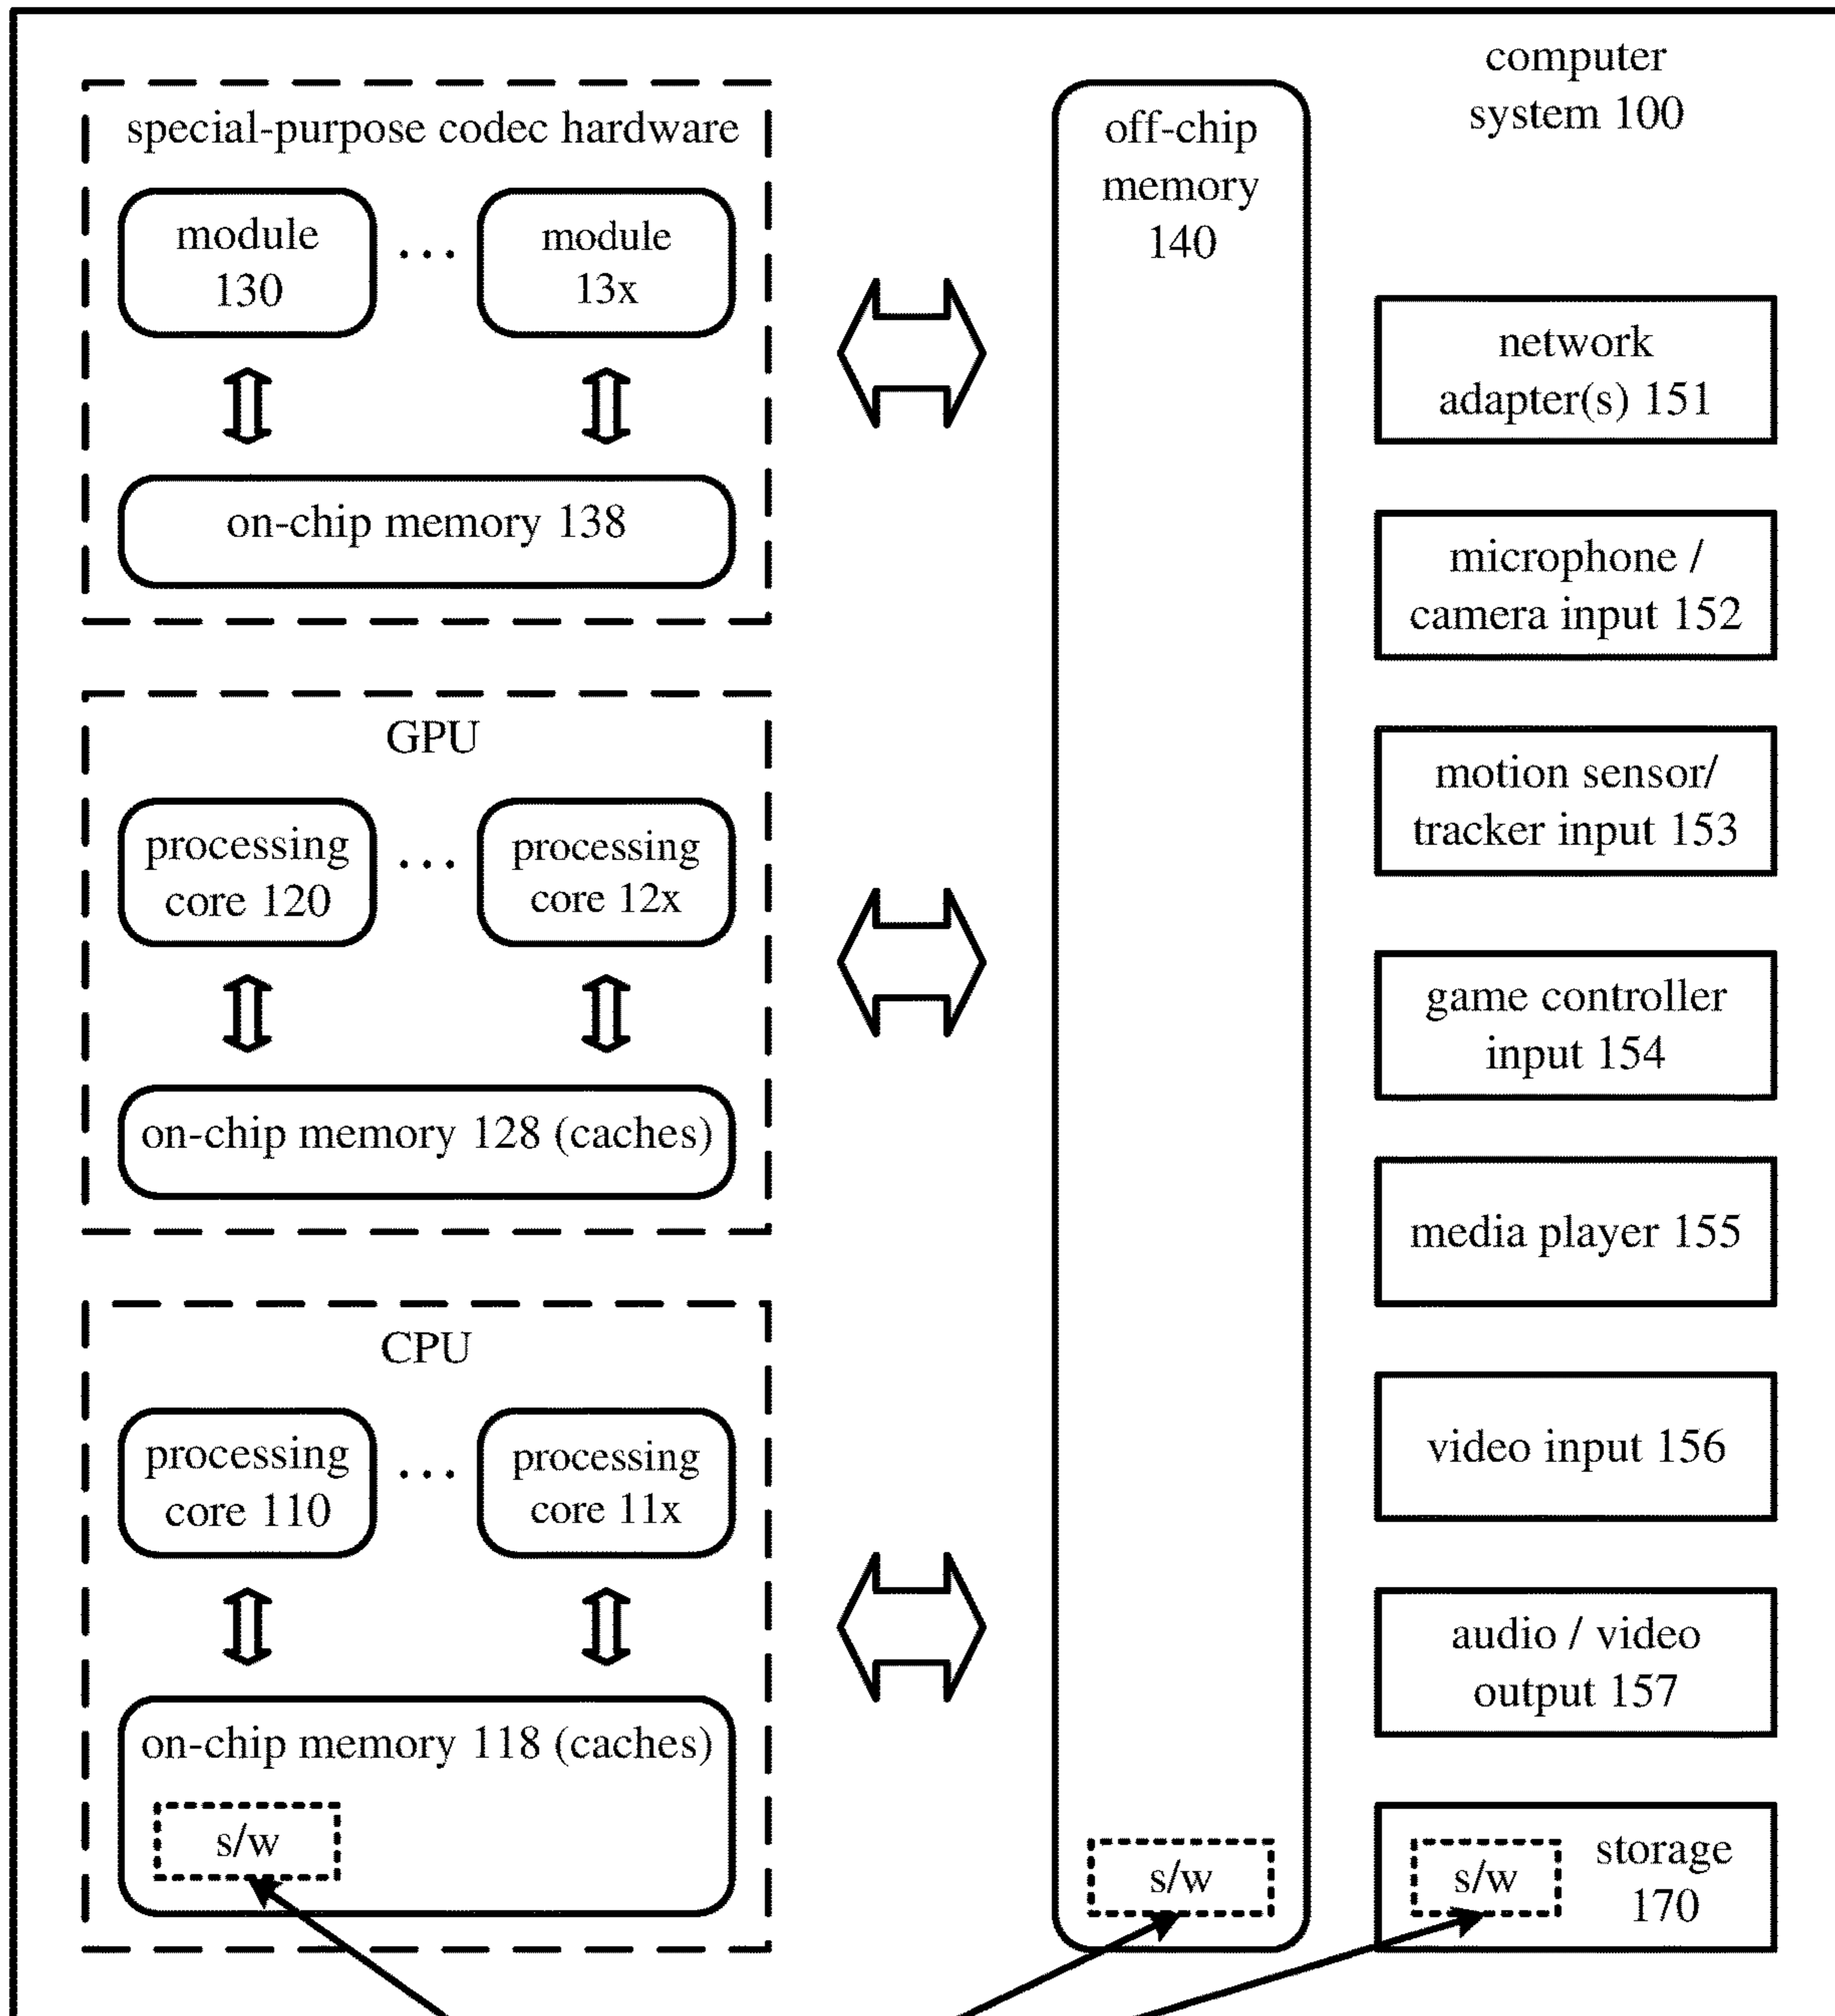 computer
system 100
special-purpose codec hardware
module
130
...
module
13x
on-chip memory 138
GPU
processing
core 120
...
processing
core 12x
on-chip memory 128 (caches)
CPU
processing
core 110
...
processing
core 11x
on-chip memory 118 (caches)
s/w
off-chip
memory
140
s/w
network
adapter(s) 151
microphone /
camera input 152
motion sensor/
tracker input 153
game controller
input 154
media player 155
video input 156
audio / video
output 157
s/w
storage
170